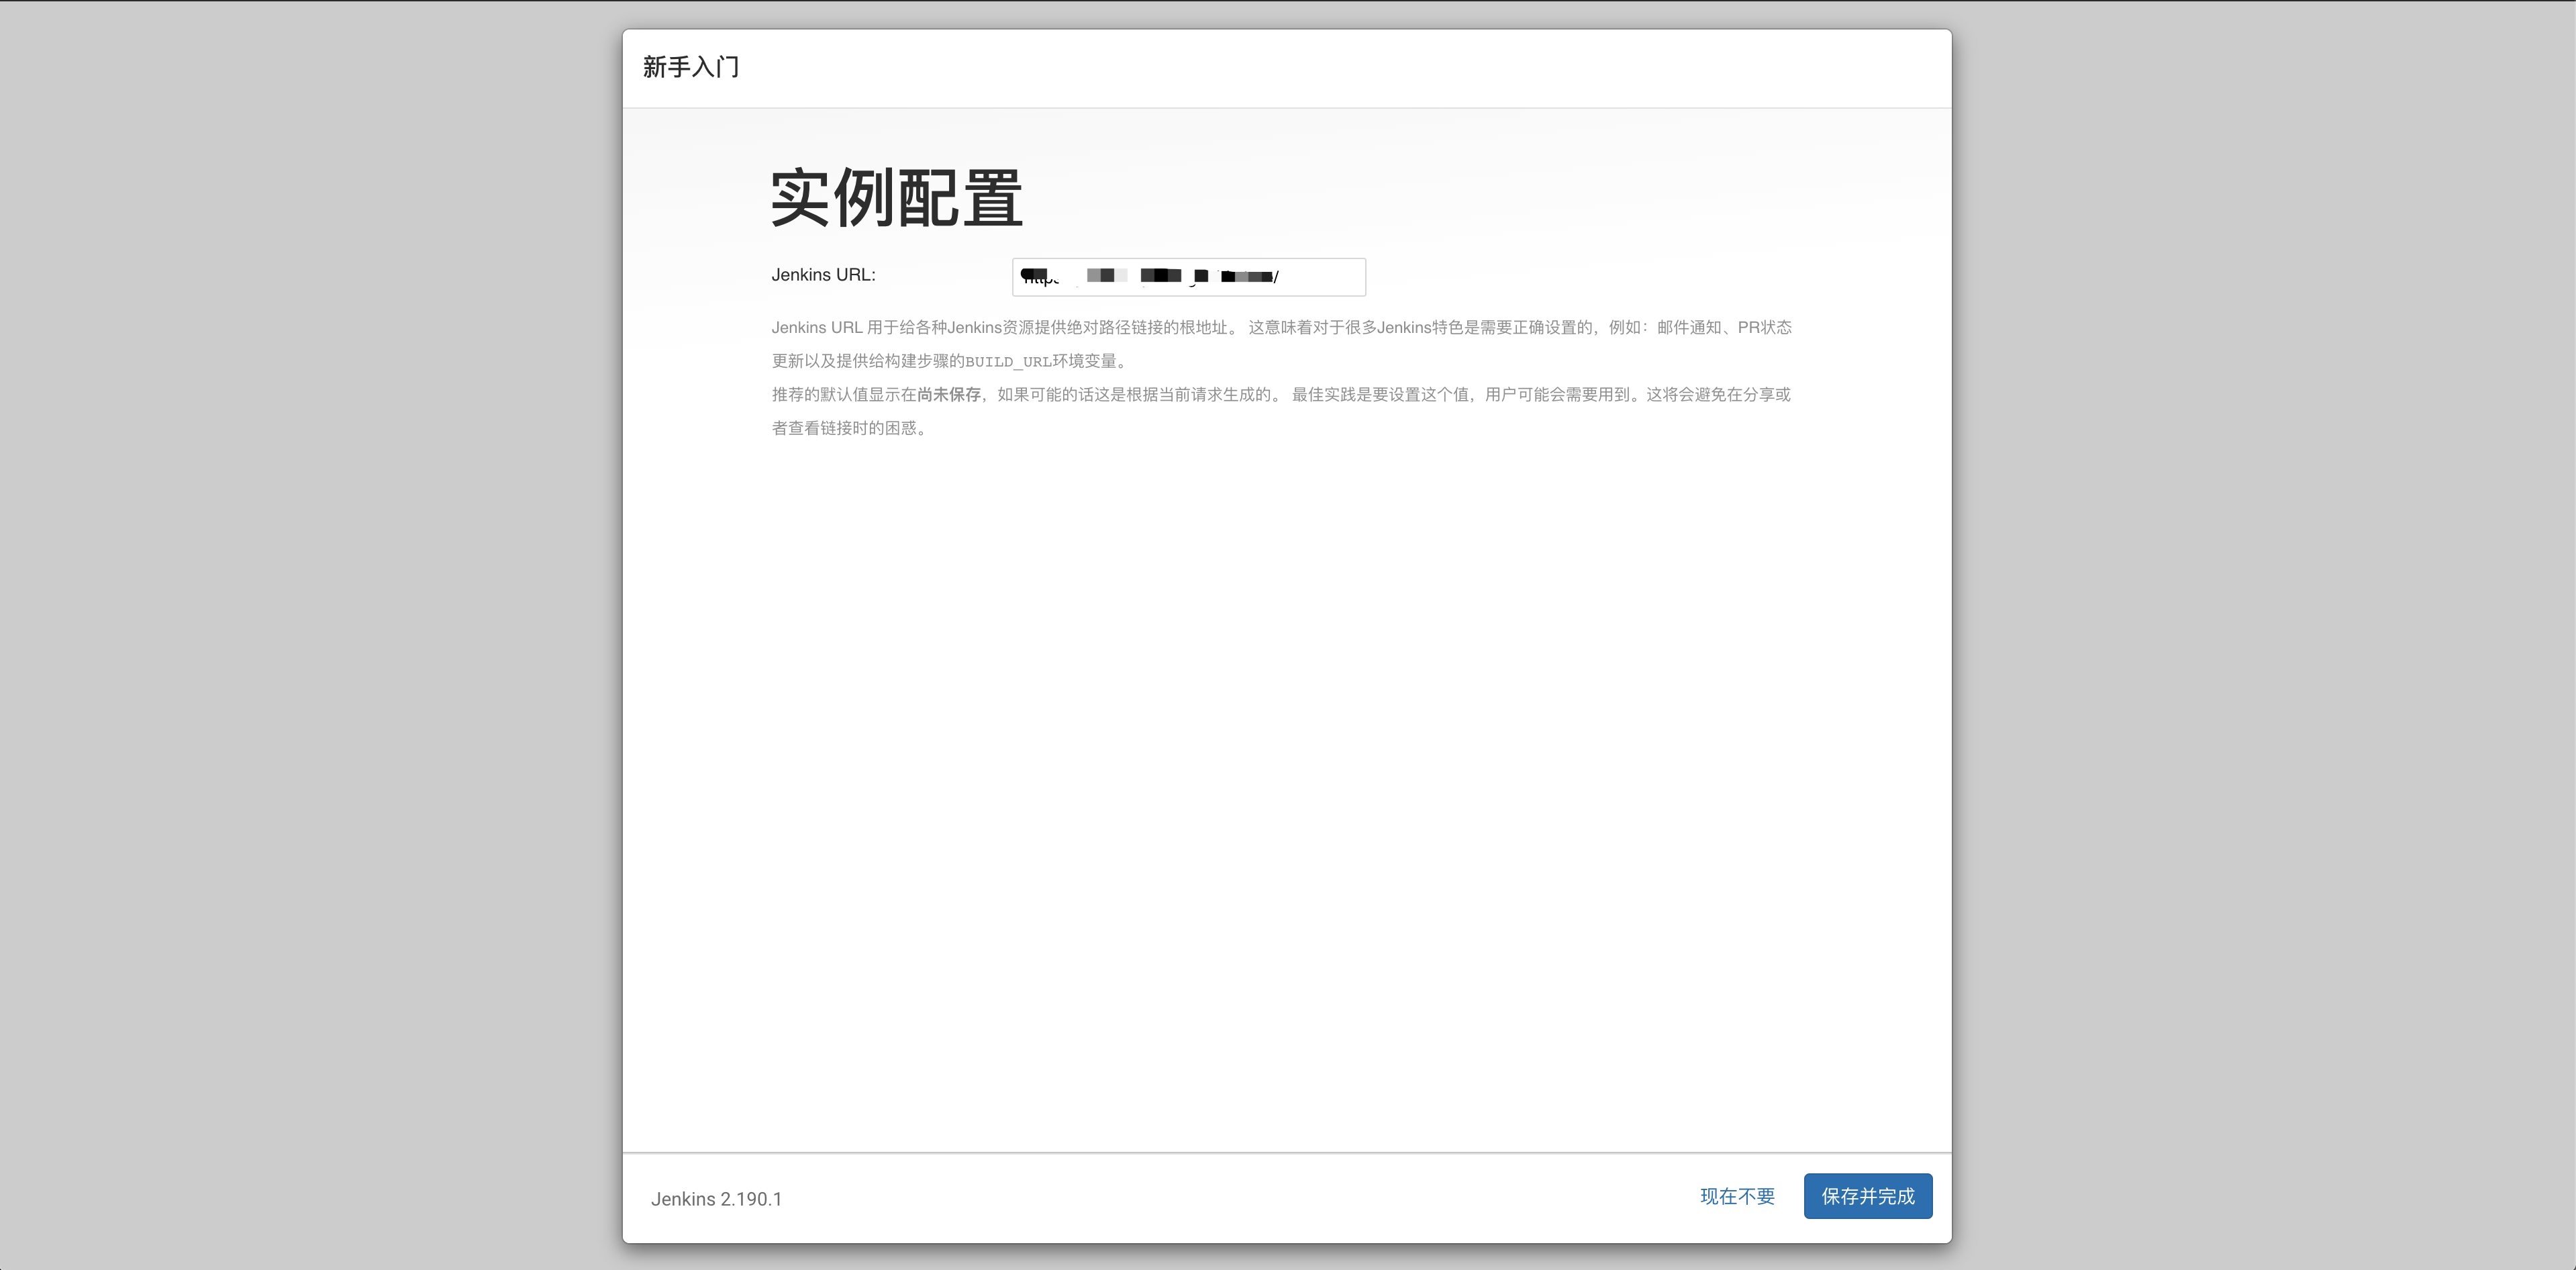 新手入门
实例配置
Jenkins URL:
Jenkins URL 用于给各种Jenkins资源提供绝对路径链接的根地址。 这意味着对于很多Jenkins特色是需要正确设置的，例如：邮件通知、PR状态
更新以及提供给构建步骤的BUILD_URL环境变量。
推荐的默认值显示在尚未保存，如果可能的话这是根据当前请求生成的。 最佳实践是要设置这个值，用户可能会需要用到。这将会避免在分享或
者查看链接时的困惑。
Jenkins 2.190.1
现在不要
保存并完成